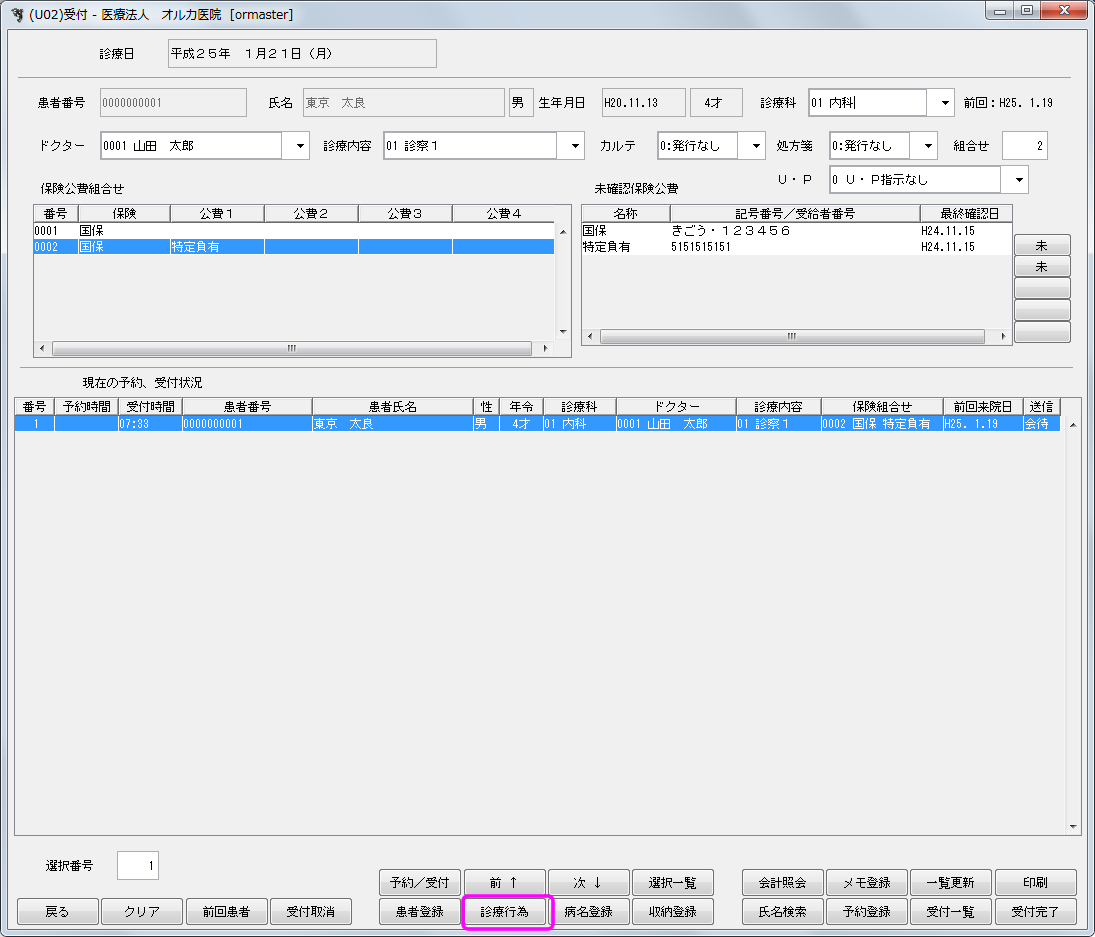 (U02)受付 - 医療法人　オルカ医院  [ormaster]
診療日 平成２５年　１月２１日（月）
患者番号 0000000001 氏名 東京　太良 男 生年月日 H20.11.13 4才 診療科 01 内科 前回：H25. 1.19
ドクター 0001 山田　太郎 診療内容 01 診察１ カルテ 0:発行なし 処方箋 0:発行なし 組合せ 2
Ｕ・Ｐ 0 Ｕ・Ｐ指示なし
保険公費組合せ 未確認保険公費
番号 保険 公費１ 公費２ 公費３ 公費４ 名称 記号番号／受給者番号 最終確認日
0001 国保 国保 きごう・１２３４５６ H24.11.15
0002 国保 特定負有 特定負有 5151515151 H24.11.15
未
未
現在の予約、受付状況
番号 予約時間 受付時間 患者番号 患者氏名 性 年令 診療科 ドクター 診療内容 保険組合せ 前回来院日 送信
1 07:33 0000000001 東京　太良 男 4才 01 内科 0001 山田　太郎 01 診察１ 0002 国保 特定負有 H25. 1.19 会待
選択番号 1
予約／受付 前 ↑ 次 ↓ 選択一覧 会計照会 メモ登録 一覧更新 印刷
戻る クリア 前回患者 受付取消 患者登録 診療行為 病名登録 収納登録 氏名検索 予約登録 受付一覧 受付完了